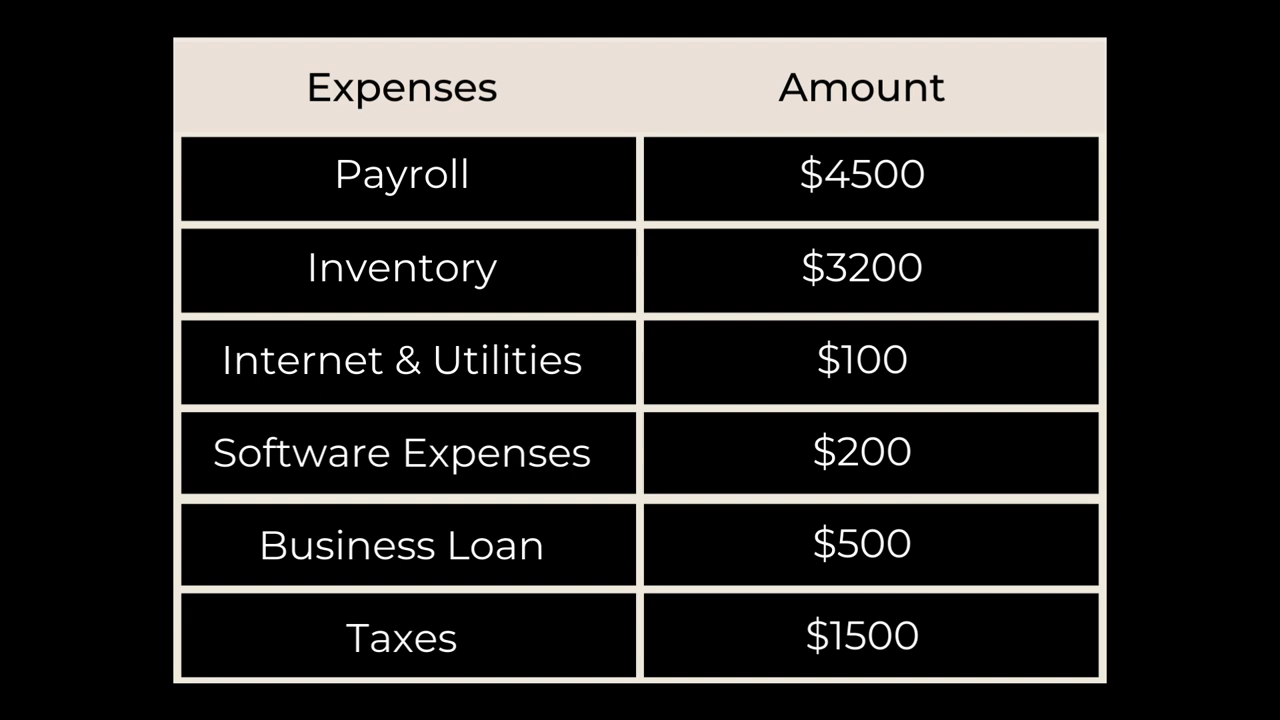 Expenses Amount
Payroll $4500
Inventory $3200
Internet & Utilities $100
Software Expenses $200
Business Loan $500
Taxes $1500